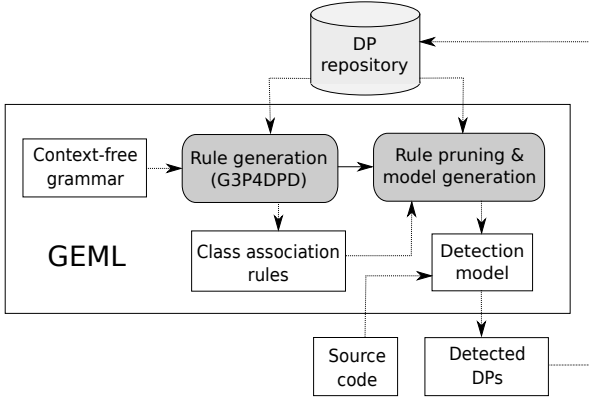 DP
repository
Context-free
grammar
Rule generation
(G3P4DPD)
Rule pruning &
model generation
GEML
Class association
rules
Detection
model
Source
code
Detected
DPs